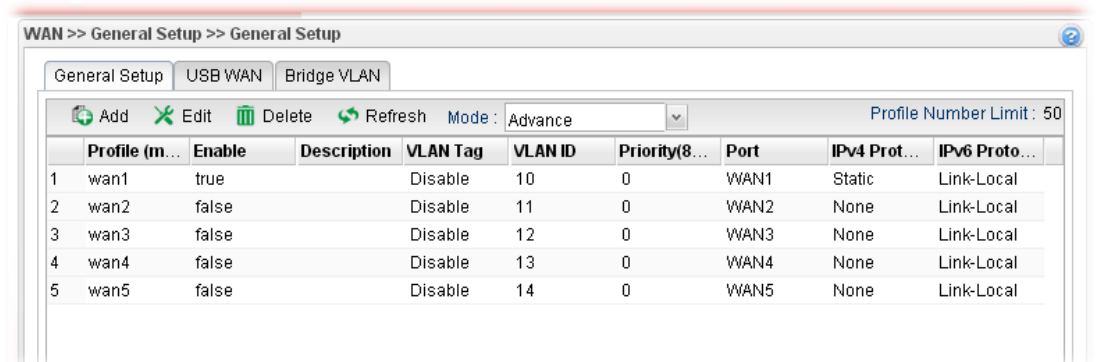 WAN >> General Setup >> General Setup
General Setup USB WAN Bridge VLAN
Add Edit Delete Refresh Mode : Advance Profile Number Limit : 50
Profile (m... Enable Description VLAN Tag VLAN ID Priority(8... Port IPv4 Prot... IPv6 Proto...
1 wan1 true Disable 10 0 WAN1 Static Link-Local
2 wan2 false Disable 11 0 WAN2 None Link-Local
3 wan3 false Disable 12 0 WAN3 None Link-Local
4 wan4 false Disable 13 0 WAN4 None Link-Local
5 wan5 false Disable 14 0 WAN5 None Link-Local